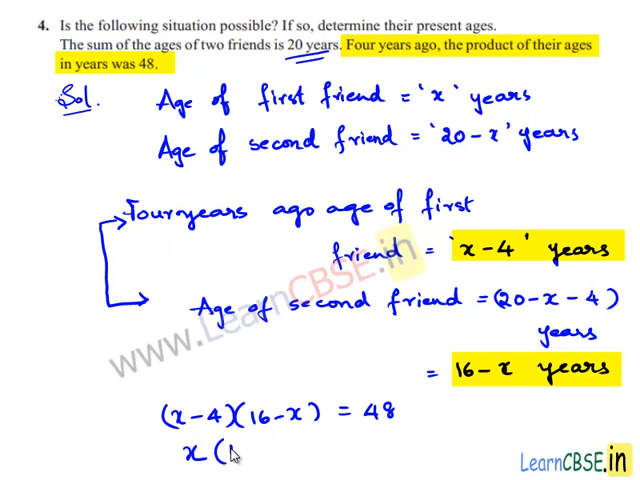 4. Is the following situation possible? If so, determine their present ages.
The sum of the ages of two friends is 20 years. Four years ago, the product of their ages
in years was 48.
Sol. Age of first friend = 'x' years
Age of second friend = '20 - x' years
Four years ago age of first
friend = 'x - 4' years
Age of second friend = (20 - x - 4)
years
= 16 - x years
(x - 4)(16 - x) = 48
x (
www.LearnCBSE.in
LearnCBSE.in